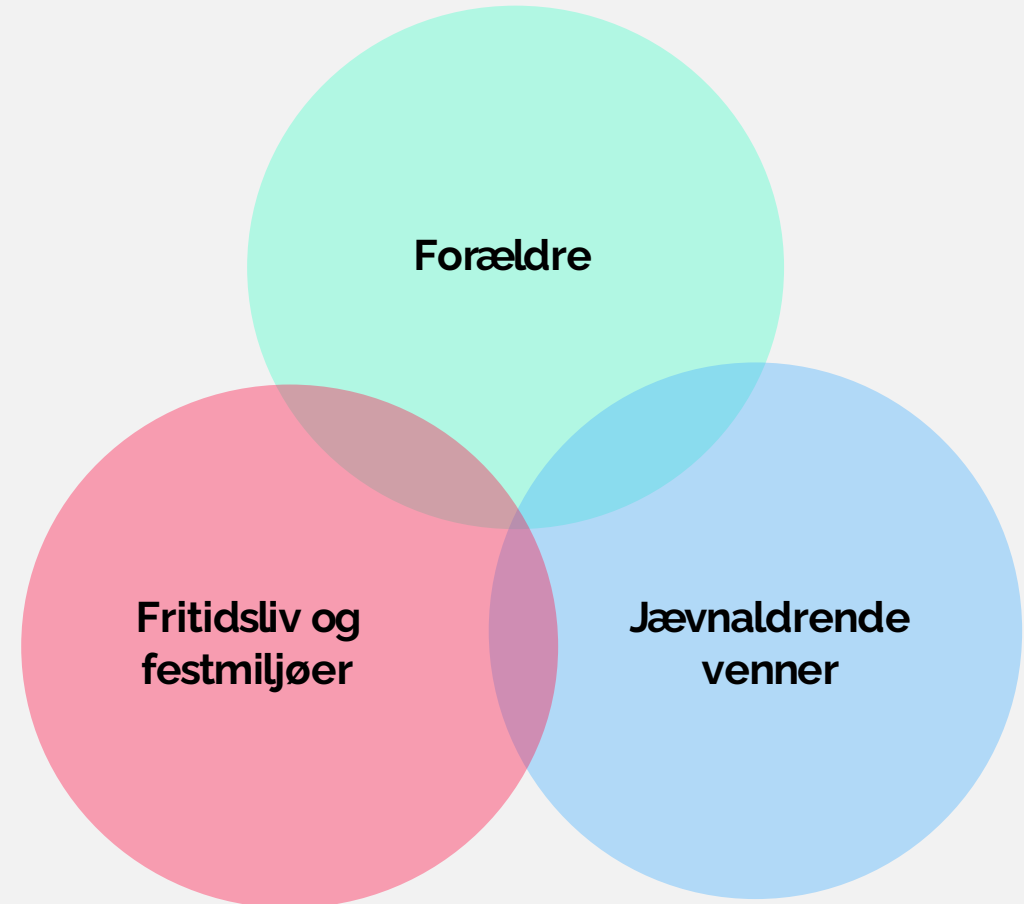 Forældre
Fritidsliv og
festmiljøer
Jævnaldrende
venner